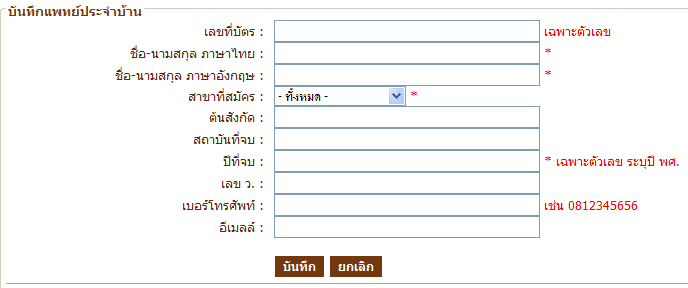 บันทึกแพทย์ประจำบ้าน
เลขที่บัตร : เฉพาะตัวเลข
ชื่อ-นามสกุล ภาษาไทย : *
ชื่อ-นามสกุล ภาษาอังกฤษ : *
สาขาที่สมัคร : - ทั้งหมด - *
ต้นสังกัด :
สถาบันที่จบ :
ปีที่จบ : * เฉพาะตัวเลข ระบุปี พศ.
เลข ว. :
เบอร์โทรศัพท์ : เช่น 0812345656
อีเมลล์ :
บันทึก ยกเลิก